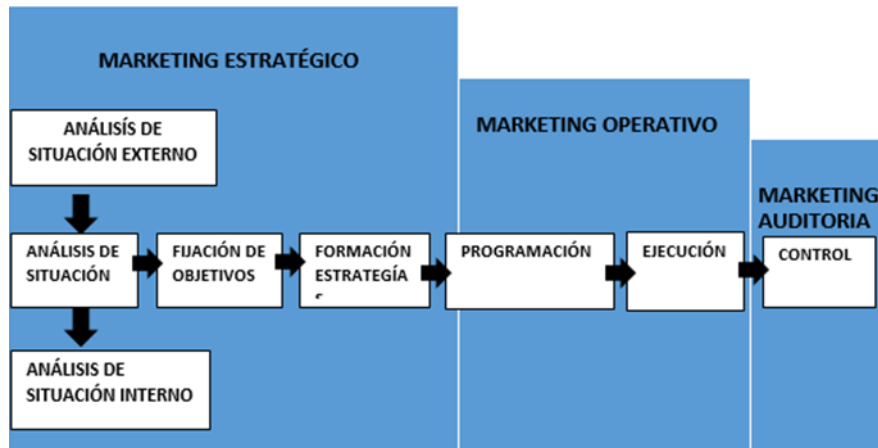 MARKETING ESTRATÉGICO
ANÁLISÍS DE
SITUACIÓN EXTERNO
ANÁLISIS DE
SITUACIÓN
FIJACIÓN DE
OBJETIVOS
FORMACIÓN
ESTRATEGÍA
ANÁLISIS DE
SITUACIÓN INTERNO
MARKETING OPERATIVO
PROGRAMACIÓN
EJECUCIÓN
MARKETING
AUDITORIA
CONTROL